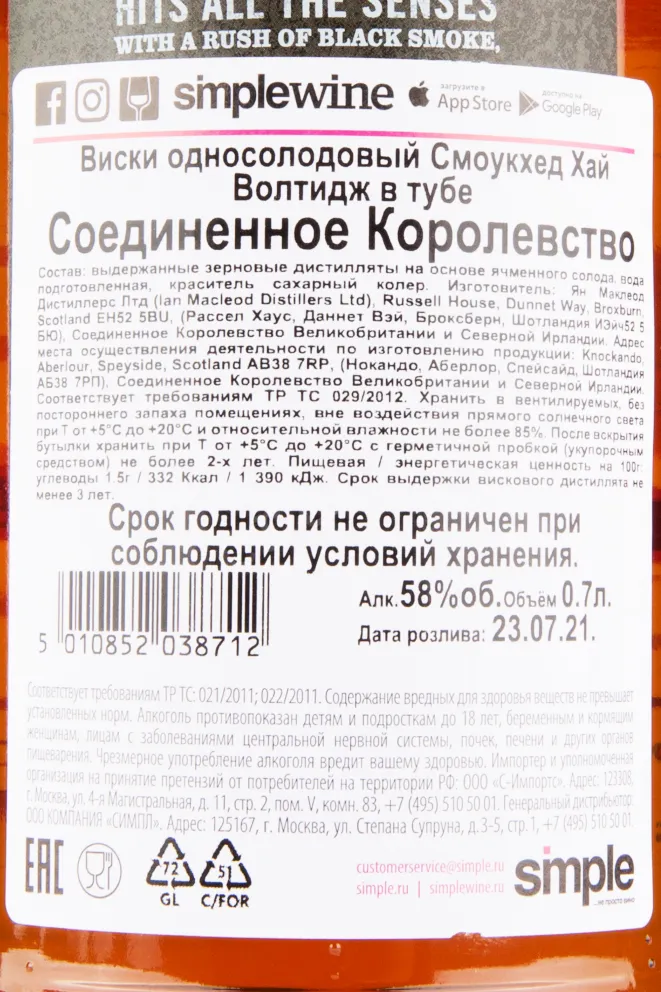 HITS ALL THE SENSES
WITH A RUSH OF BLACK SMOKE,
simplewine загрузите в App Store доступно на Google Play
Виски односолодовый Смоукхед Хай
Волтидж в тубе
Соединенное Королевство
Состав: выдержанные зерновые дистилляты на основе ячменного солода, вода
подготовленная, краситель сахарный колер. Изготовитель: Ян Маклеод
Дистиллерс Лтд (Ian Macleod Distillers Ltd), Russell House, Dunnet Way, Broxburn,
Scotland EH52 5BU, (Рассел Хаус, Даннет Вэй, Броксберн, Шотландия ИЭйч52 5
БЮ), Соединенное Королевство Великобритании и Северной Ирландии. Адрес
места осуществления деятельности по изготовлению продукции: Knockando,
Aberlour, Speyside, Scotland AB38 7RP, (Нокандо, Аберлор, Спейсайд, Шотландия
АБ38 7РП). Соединенное Королевство Великобритании и Северной Ирландии.
Соответствует требованиям ТР ТС 029/2012. Хранить в вентилируемых, без
постороннего запаха помещениях, вне воздействия прямого солнечного света
при Т от +5°С до +20°С и относительной влажности не более 85%. После вскрытия
бутылки хранить при Т от +5°С до +20°С с герметичной пробкой (укупорочным
средством) не более 2-х лет. Пищевая / энергетическая ценность на 100г:
углеводы 1.5г / 332 Ккал / 1 390 кДж. Срок выдержки вискового дистиллята не
менее 3 лет.
Срок годности не ограничен при
соблюдении условий хранения.
Алк.58%об.Объём 0.7л.
Дата розлива: 23.07.21.
5 010852 038712
Соответствует требованиям ТР ТС: 021/2011; 022/2011. Содержание вредных для здоровья веществ не превышает
установленных норм. Алкоголь противопоказан детям и подросткам до 18 лет, беременным и кормящим
женщинам, лицам с заболеваниями центральной нервной системы, почек, печени и других органов
пищеварения. Чрезмерное употребление алкоголя вредит вашему здоровью. Импортер и уполномоченная
организация на принятие претензий от потребителей на территории РФ: ООО «С-Импортс». Адрес: 123308,
г. Москва, ул. 4-я Магистральная, д. 11, стр. 2, пом. V, комн. 83, +7 (495) 510 50 01. Генеральный дистрибьютор:
ООО КОМПАНИЯ «СИМПЛ». Адрес: 125167, г. Москва, ул. Степана Супруна, д.3-5, стр.1, +7 (495) 510 50 01.
EAC 72 GL 51 C/FOR
customerservice@simple.ru
simple.ru | simplewine.ru
simple
...не просто вино